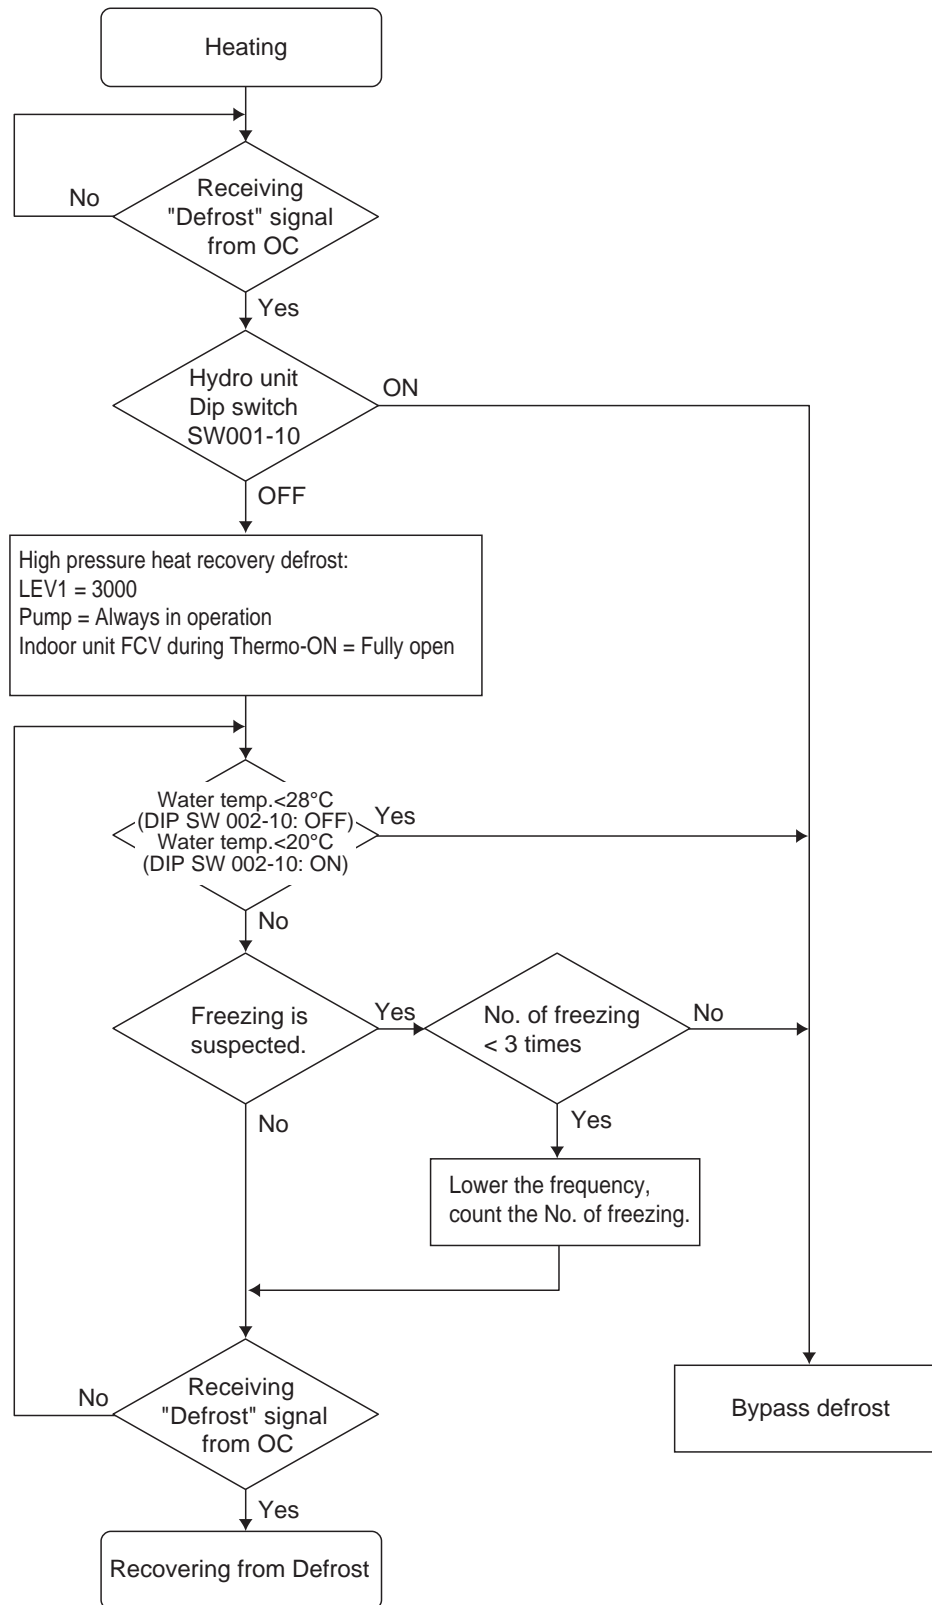 Heating
No
Receiving
"Defrost" signal
from OC
Yes
Hydro unit
Dip switch
SW001-10
ON
OFF
High pressure heat recovery defrost:
LEV1 = 3000
Pump = Always in operation
Indoor unit FCV during Thermo-ON = Fully open
Water temp.<28°C
(DIP SW 002-10: OFF)
Water temp.<20°C
(DIP SW 002-10: ON)
Yes
No
Freezing is
suspected.
Yes
No. of freezing
< 3 times
No
No
Yes
Lower the frequency,
count the No. of freezing.
No
Receiving
"Defrost" signal
from OC
Bypass defrost
Yes
Recovering from Defrost